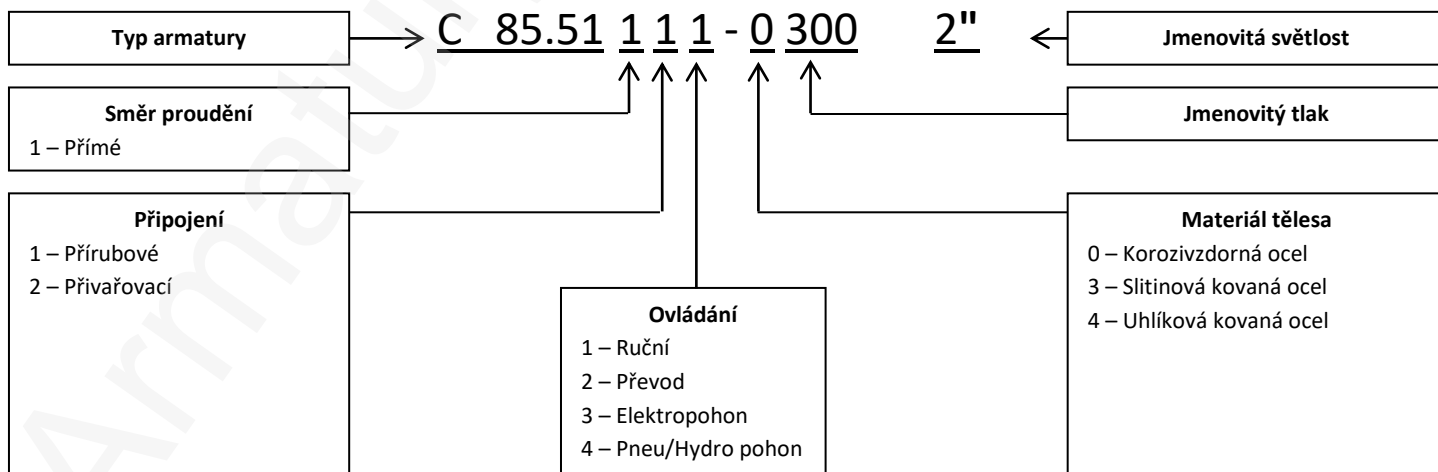 Typ armatury
C 85.51 1 1 1 - 0 300 2"
Jmenovitá světlost
Směr proudění
1 – Přímé
Jmenovitý tlak
Připojení
1 – Přírubové
2 – Přivařovací
Ovládání
1 – Ruční
2 – Převod
3 – Elektropohon
4 – Pneu/Hydro pohon
Materiál tělesa
0 – Korozivzdorná ocel
3 – Slitinová kovaná ocel
4 – Uhlíková kovaná ocel
Armatu